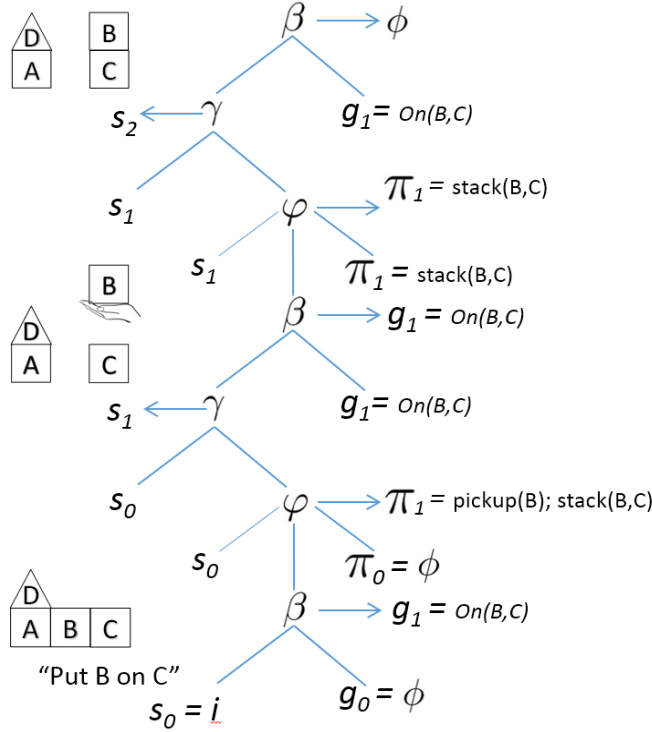 D B β ϕ
A C
s2 γ g1= On(B,C)
π1 = stack(B,C)
s1 φ
s1 π1 = stack(B,C)
B β g1 = On(B,C)
D
A C
s1 γ g1= On(B,C)
s0 φ π1 = pickup(B); stack(B,C)
s0 π0 = ϕ
D β g1 = On(B,C)
A B C
“Put B on C”
s0 = i g0 = ϕ